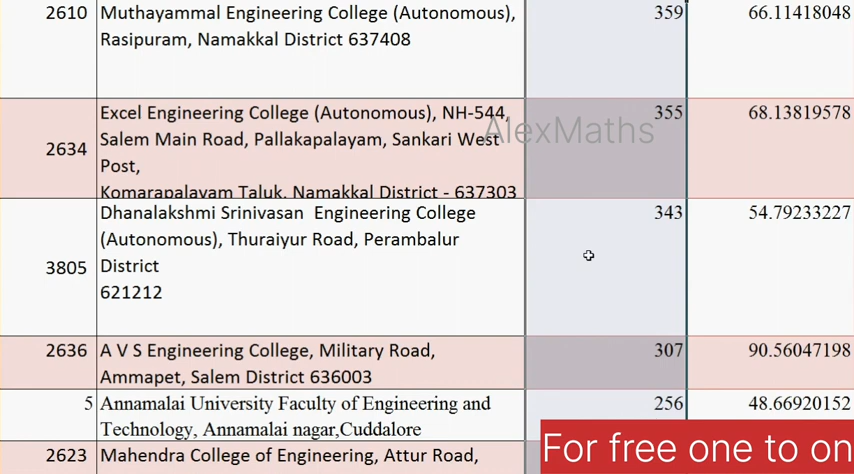 2610 Muthayammal Engineering College (Autonomous), 359 66.11418048
Rasipuram, Namakkal District 637408
Excel Engineering College (Autonomous), NH-544, 355 68.13819578
AlexMaths
Salem Main Road, Pallakapalayam, Sankari West
2634
Post,
Komarapalayam Taluk, Namakkal District - 637303
Dhanalakshmi Srinivasan Engineering College 343 54.79233227
(Autonomous), Thuraiyur Road, Perambalur
3805 District
621212
2636 A V S Engineering College, Military Road, 307 90.56047198
Ammapet, Salem District 636003
5 Annamalai University Faculty of Engineering and 256 48.66920152
Technology, Annamalai nagar,Cuddalore
2623 Mahendra College of Engineering, Attur Road,
For free one to on